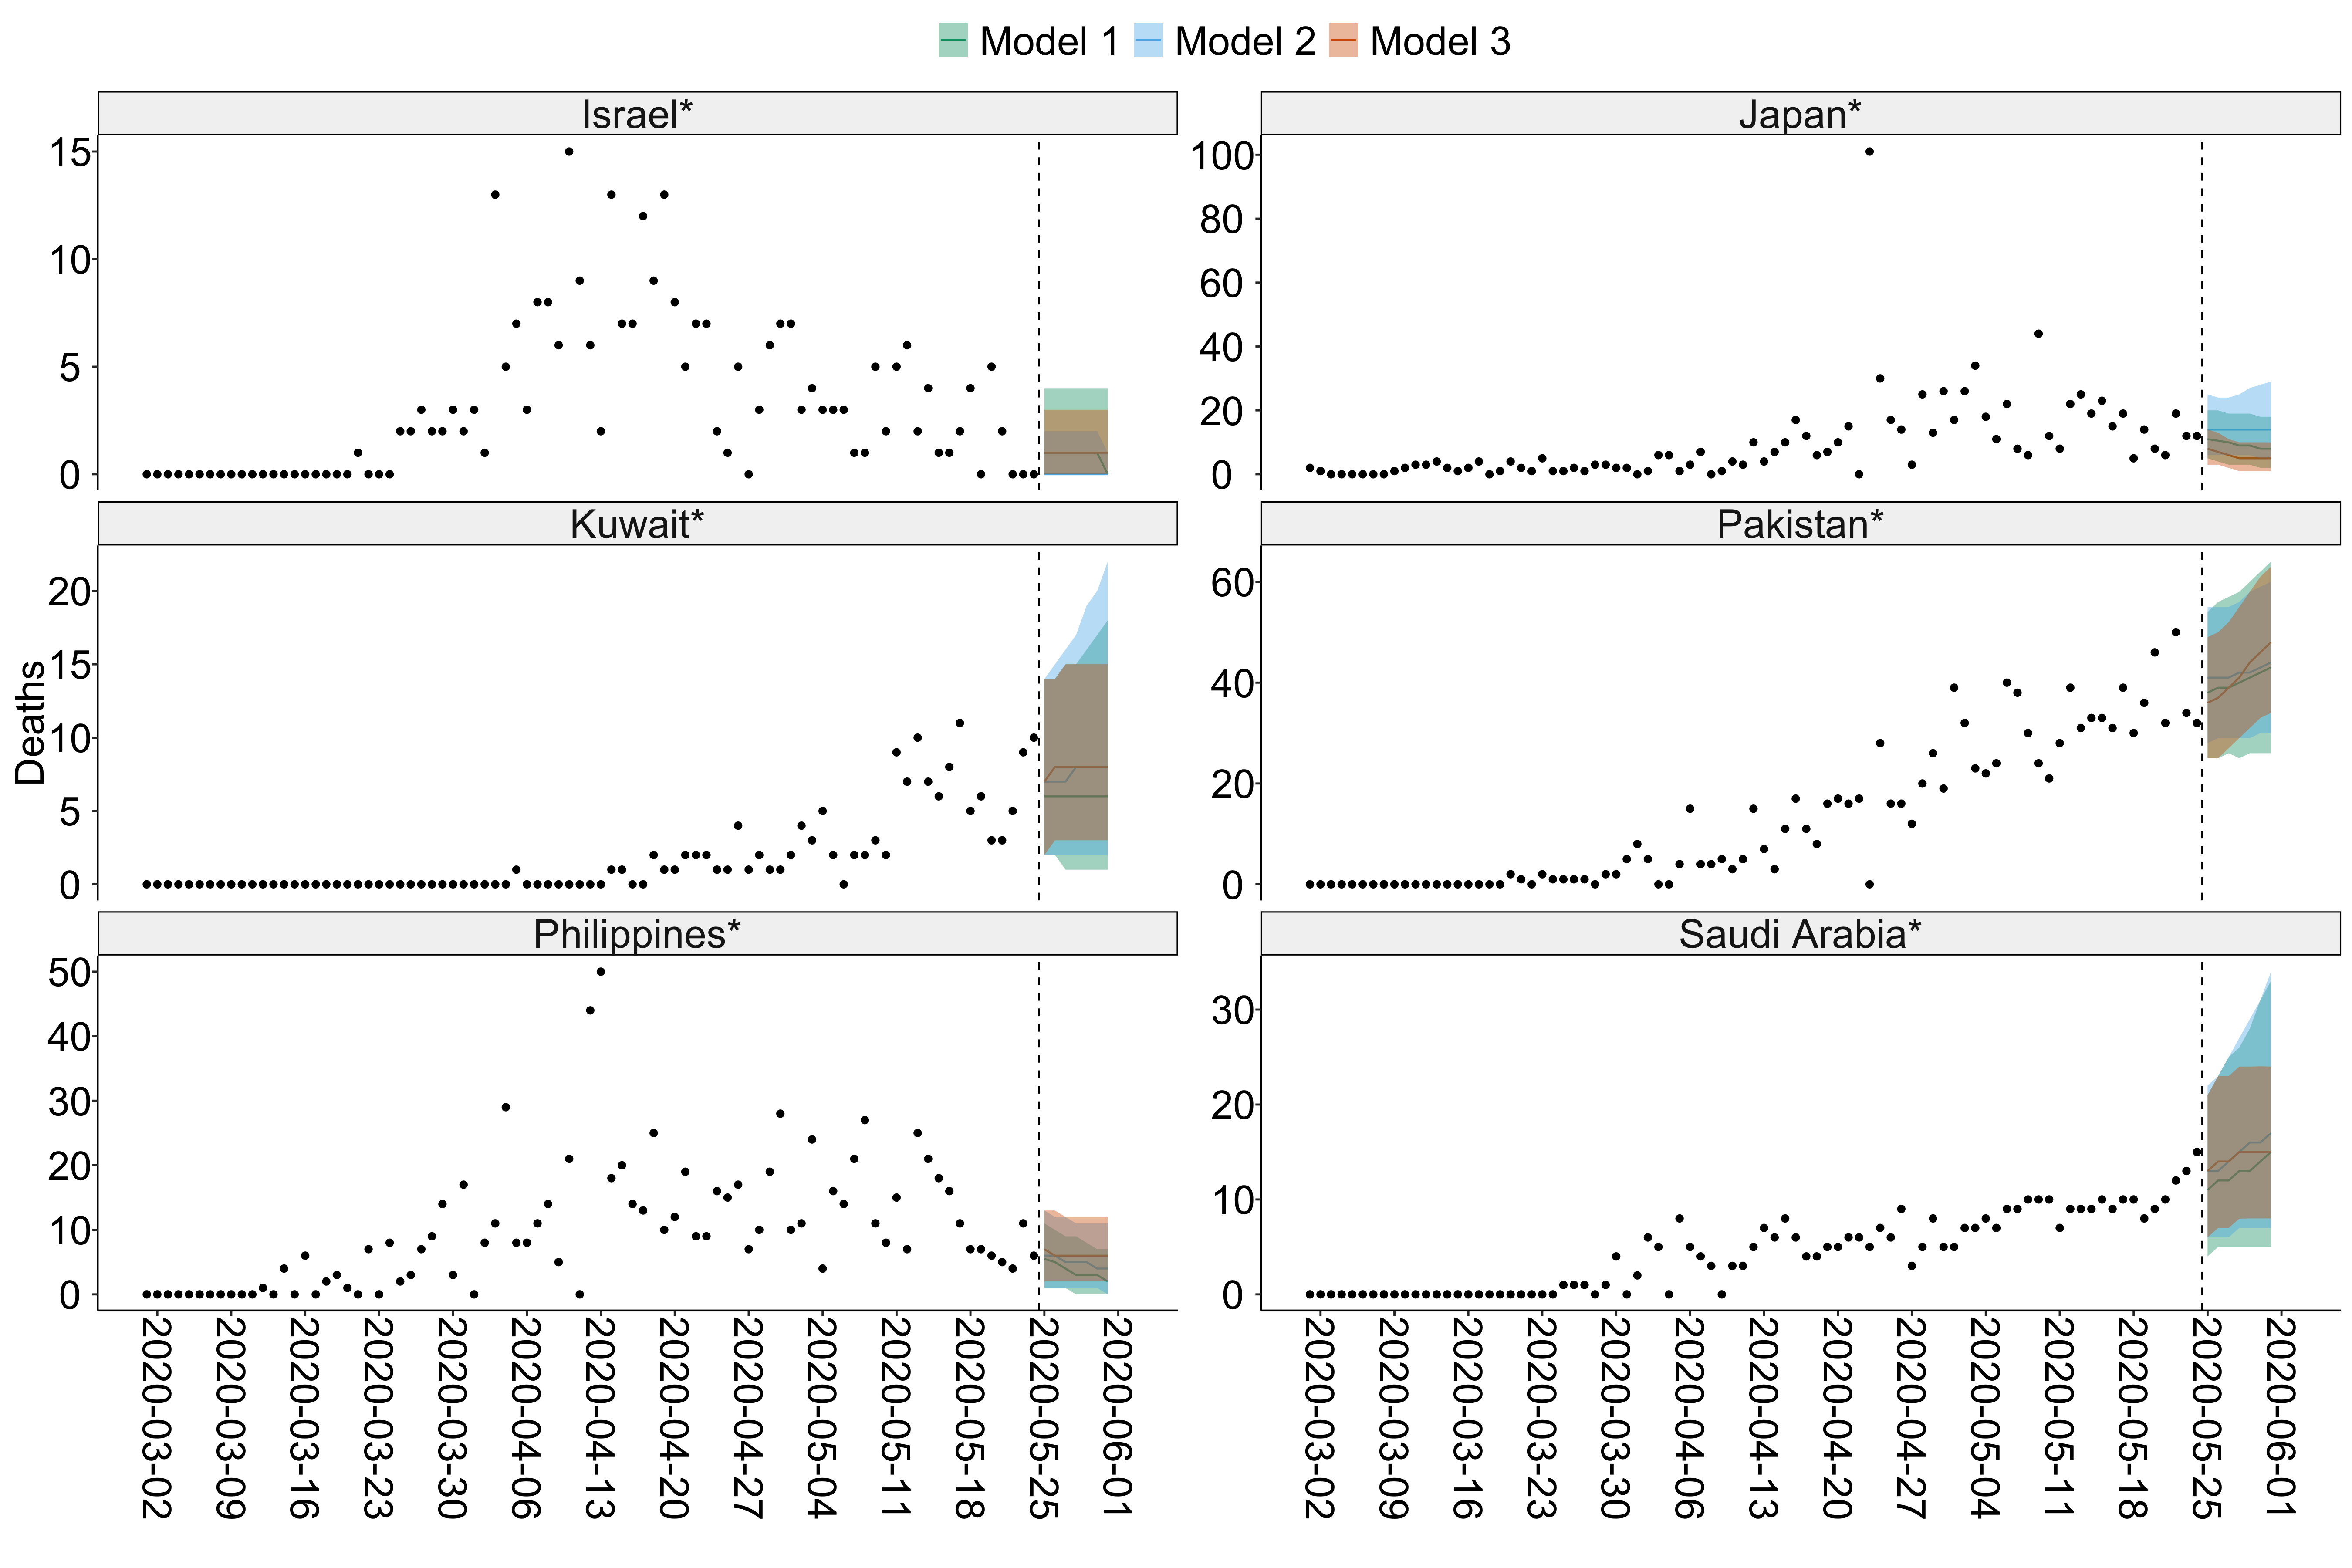 Model 1 Model 2 Model 3
Israel* Japan*
15 10 5 0
100 80 60 40 20 0
Kuwait* Pakistan*
20 15 10 5 0
60 40 20 0
Deaths
Philippines* Saudi Arabia*
50 40 30 20 10 0
30 20 10 0
2020-03-02 2020-03-09 2020-03-16 2020-03-23 2020-03-30 2020-04-06 2020-04-13 2020-04-20 2020-04-27 2020-05-04 2020-05-11 2020-05-18 2020-05-25 2020-06-01
2020-03-02 2020-03-09 2020-03-16 2020-03-23 2020-03-30 2020-04-06 2020-04-13 2020-04-20 2020-04-27 2020-05-04 2020-05-11 2020-05-18 2020-05-25 2020-06-01